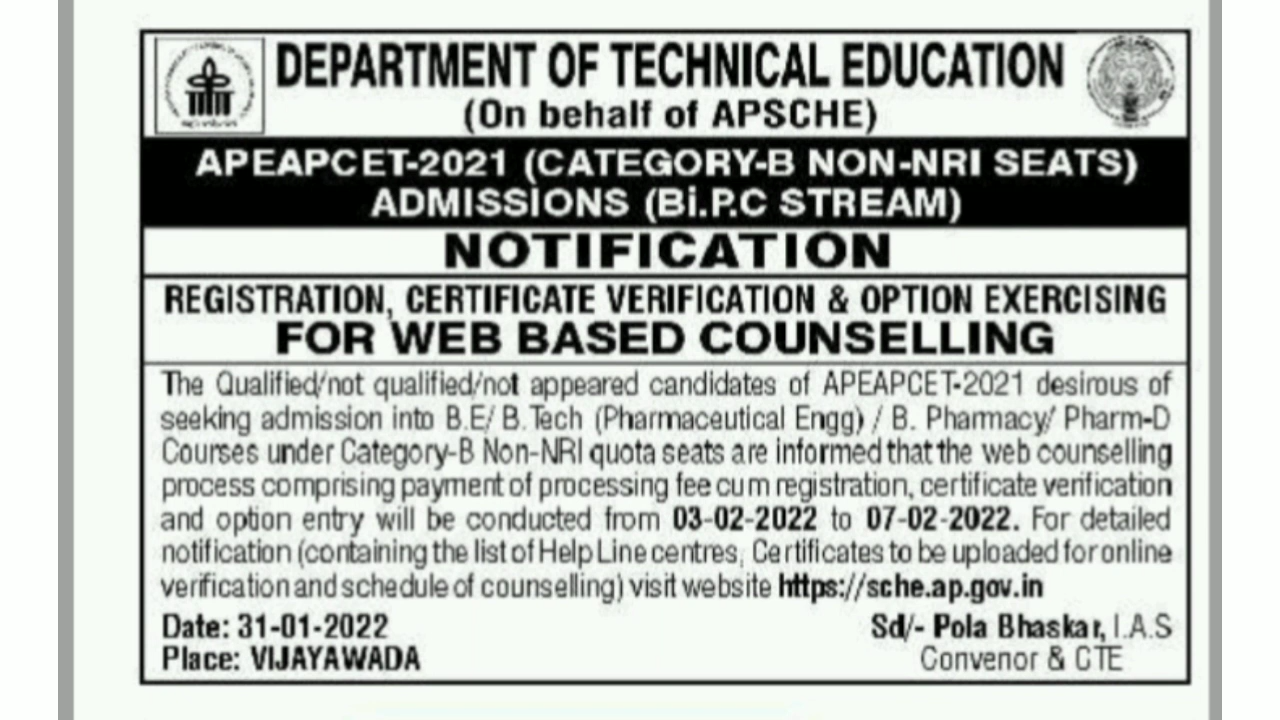 DEPARTMENT OF TECHNICAL EDUCATION
(On behalf of APSCHE)
APEAPCET-2021 (CATEGORY-B NON-NRI SEATS)
ADMISSIONS (Bi.P.C STREAM)
NOTIFICATION
REGISTRATION, CERTIFICATE VERIFICATION & OPTION EXERCISING
FOR WEB BASED COUNSELLING
The Qualified/not qualified/not appeared candidates of APEAPCET-2021 desirous of
seeking admission into B.E/ B.Tech (Pharmaceutical Engg) / B. Pharmacy/ Pharm-D
Courses under Category-B Non-NRI quota seats are informed that the web counselling
process comprising payment of processing fee cum registration, certificate verification
and option entry will be conducted from 03-02-2022 to 07-02-2022. For detailed
notification (containing the list of Help Line centres, Certificates to be uploaded for online
verification and schedule of counselling) visit website https://sche.ap.gov.in
Date: 31-01-2022
Sd/- Pola Bhaskar, I.A.S
Place: VIJAYAWADA
Convenor & CTE